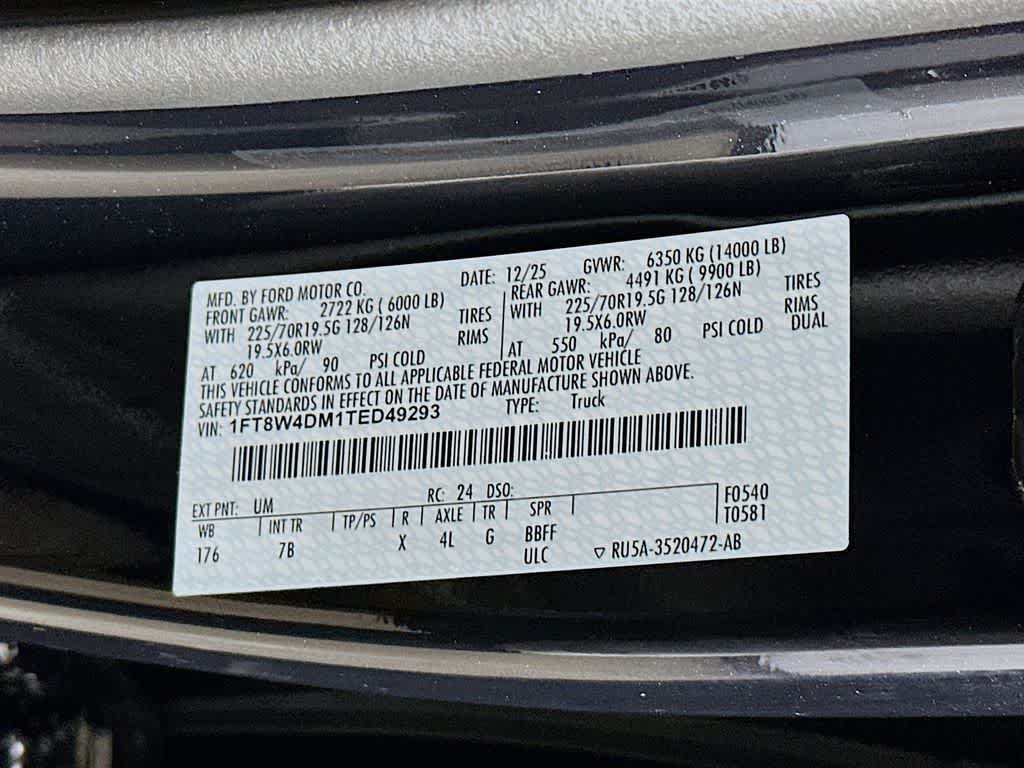 MFD. BY FORD MOTOR CO.
DATE: 12/25 GVWR: 6350 KG (14000 LB)
FRONT GAWR: 2722 KG ( 6000 LB)
WITH 225/70R19.5G 128/126N TIRES
19.5X6.0RW RIMS
AT 620 kPa/ 90 PSI COLD
REAR GAWR: 4491 KG ( 9900 LB)
WITH 225/70R19.5G 128/126N TIRES
19.5X6.0RW RIMS
AT 550 kPa/ 80 PSI COLD DUAL
THIS VEHICLE CONFORMS TO ALL APPLICABLE FEDERAL MOTOR VEHICLE
SAFETY STANDARDS IN EFFECT ON THE DATE OF MANUFACTURE SHOWN ABOVE.
VIN: 1FT8W4DM1TED49293 TYPE: Truck
EXT PNT: UM RC: 24 DSO:
WB INT TR TP/PS R AXLE TR SPR
176 7B X 4L G BBFF
ULC
F0540
T0581
RU5A-3520472-AB